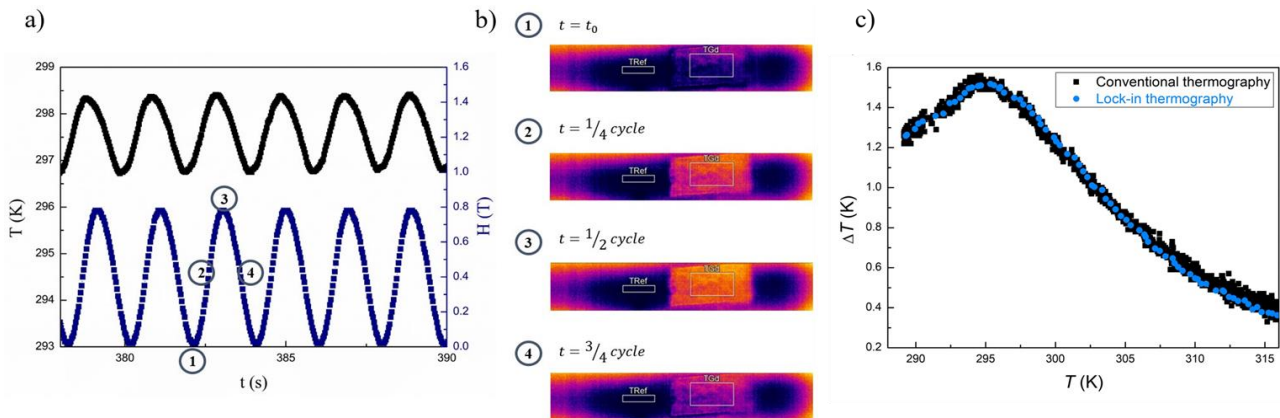 a)
299
298
297
296
295
294
293
T (K)
1.6
1.4
1.2
1.0
0.8
0.6
0.4
0.2
0.0
H (T)
380
385
390
t (s)
1
2
3
4
b)
1 t = t₀
TRef
TGd
2 t = 1/4 cycle
TRef
TGd
3 t = 1/2 cycle
TRef
TGd
4 t = 3/4 cycle
TRef
TGd
c)
1.6
1.4
1.2
1.0
0.8
0.6
0.4
0.2
ΔT (K)
Conventional thermography
Lock-in thermography
290
295
300
305
310
315
T (K)